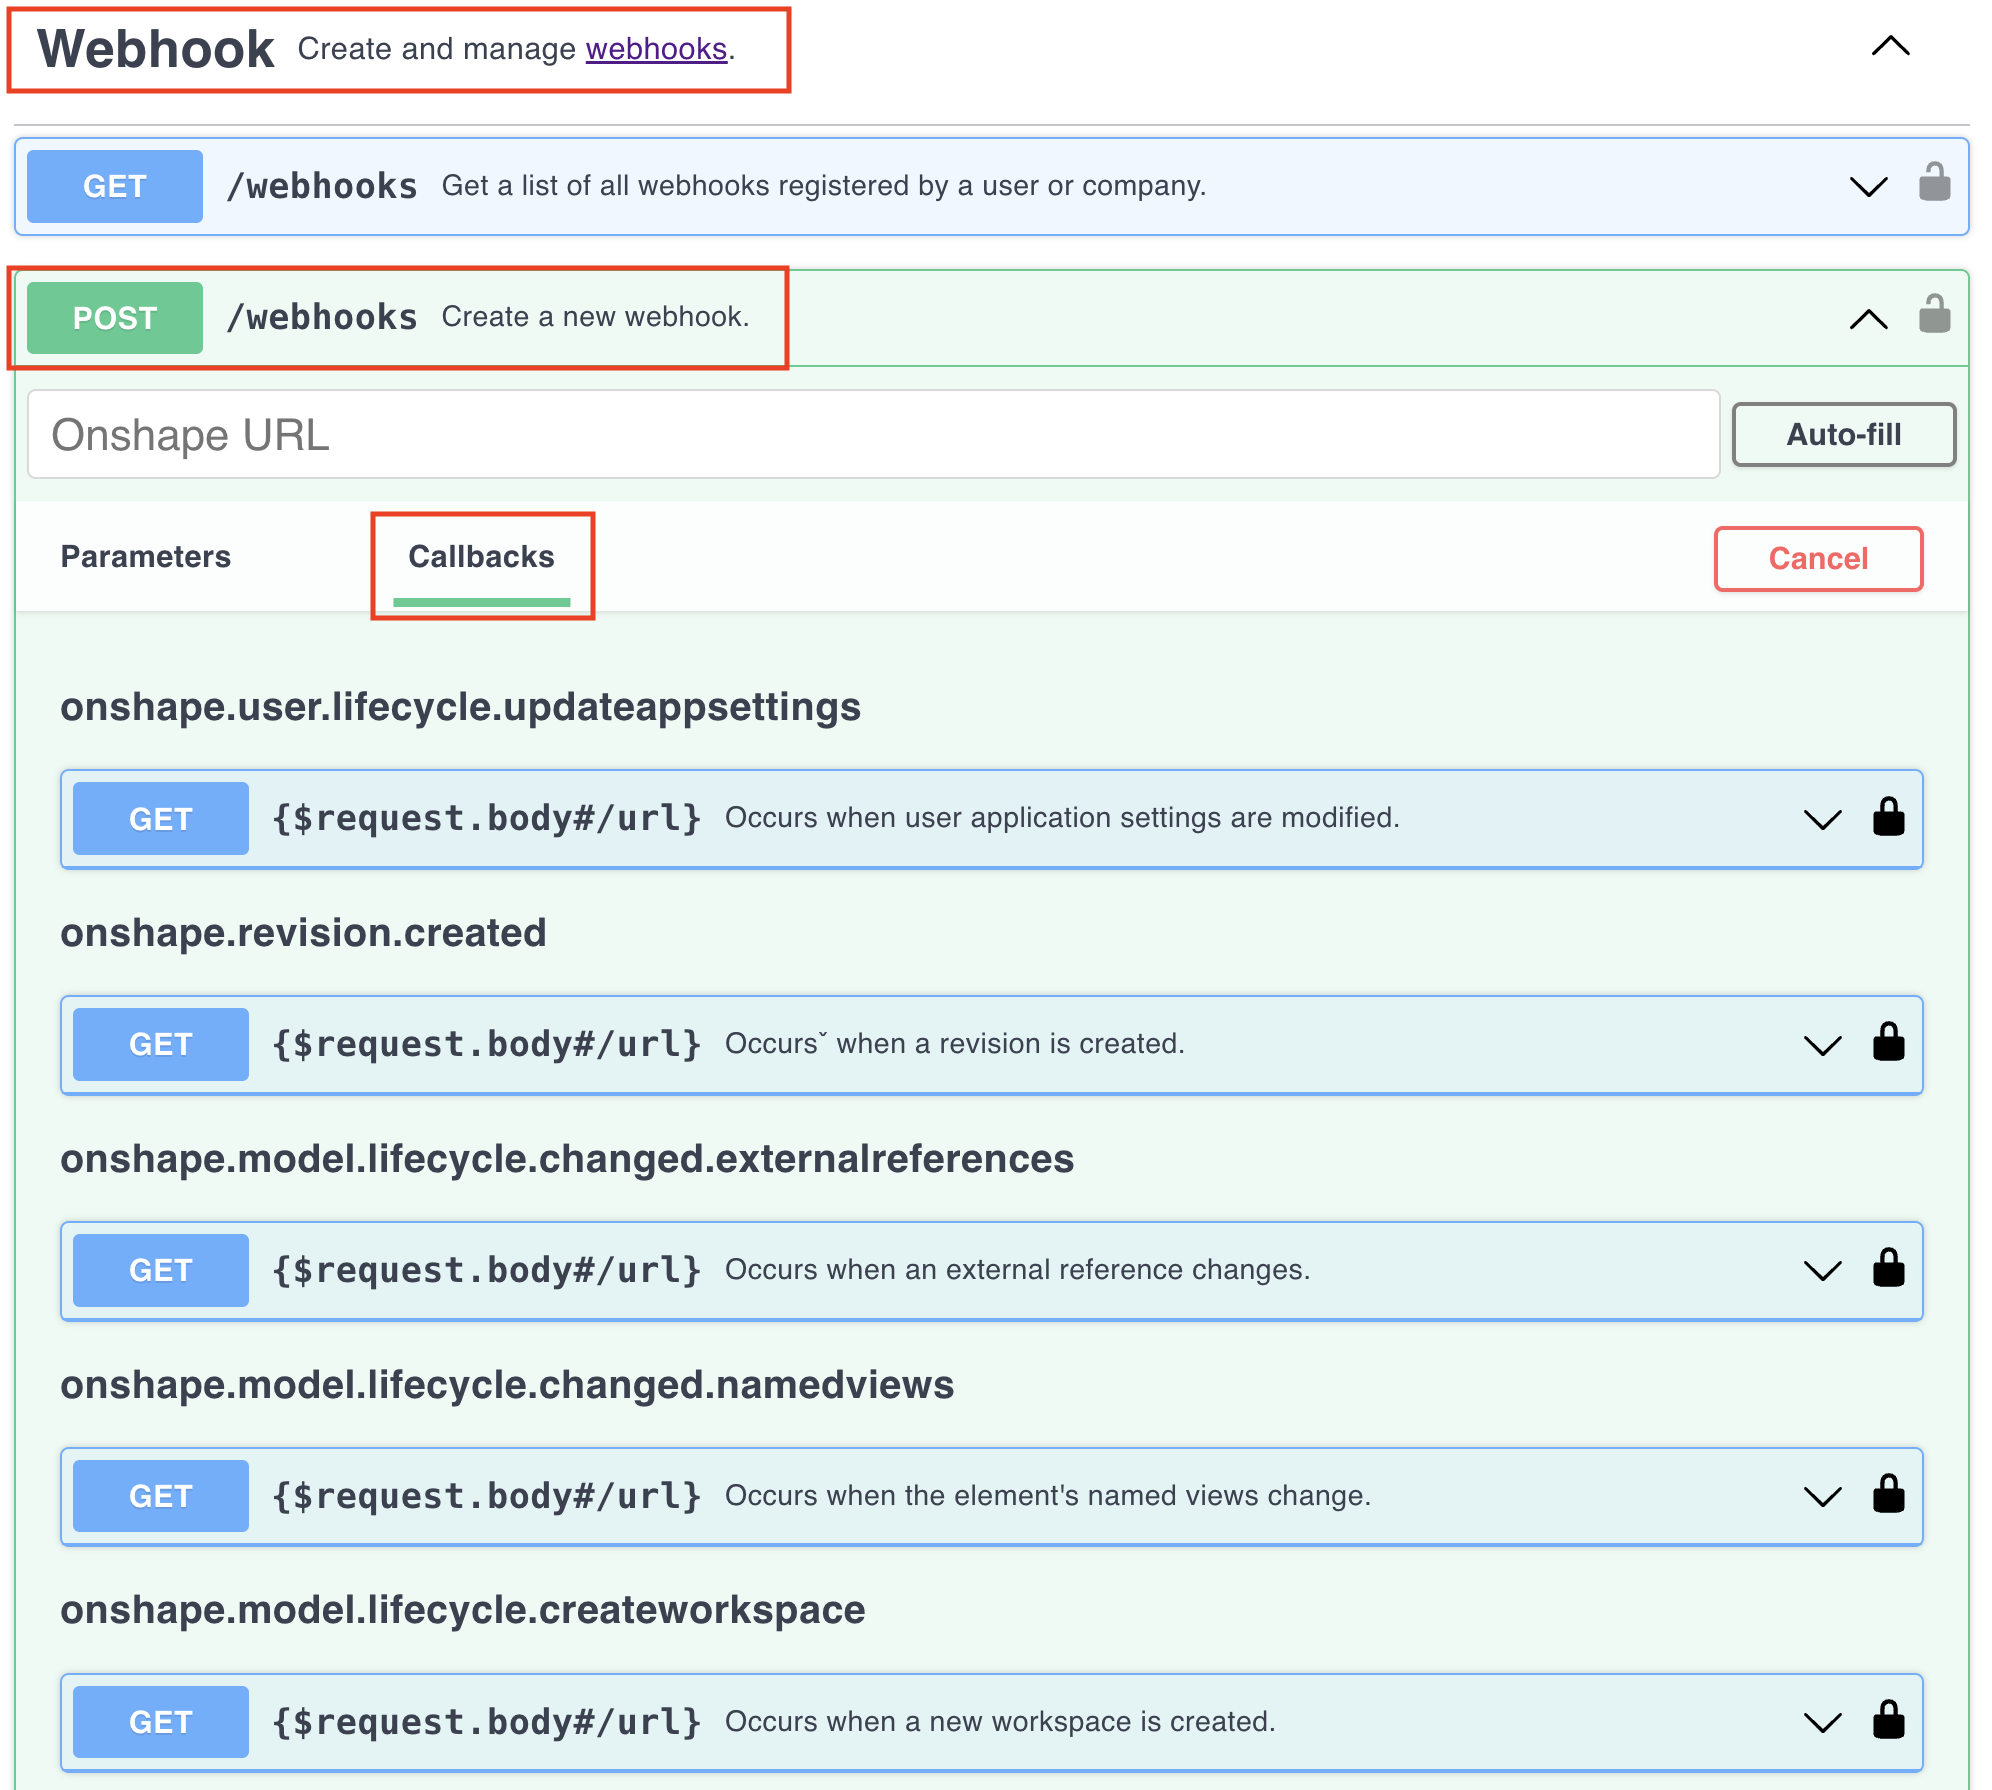 Webhook Create and manage webhooks.
GET /webhooks Get a list of all webhooks registered by a user or company.
POST /webhooks Create a new webhook.
Onshape URL Auto-fill
Parameters Callbacks Cancel
onshape.user.lifecycle.updateappsettings
GET {$request.body#/url} Occurs when user application settings are modified.
onshape.revision.created
GET {$request.body#/url} Occursˇ when a revision is created.
onshape.model.lifecycle.changed.externalreferences
GET {$request.body#/url} Occurs when an external reference changes.
onshape.model.lifecycle.changed.namedviews
GET {$request.body#/url} Occurs when the element's named views change.
onshape.model.lifecycle.createworkspace
GET {$request.body#/url} Occurs when a new workspace is created.